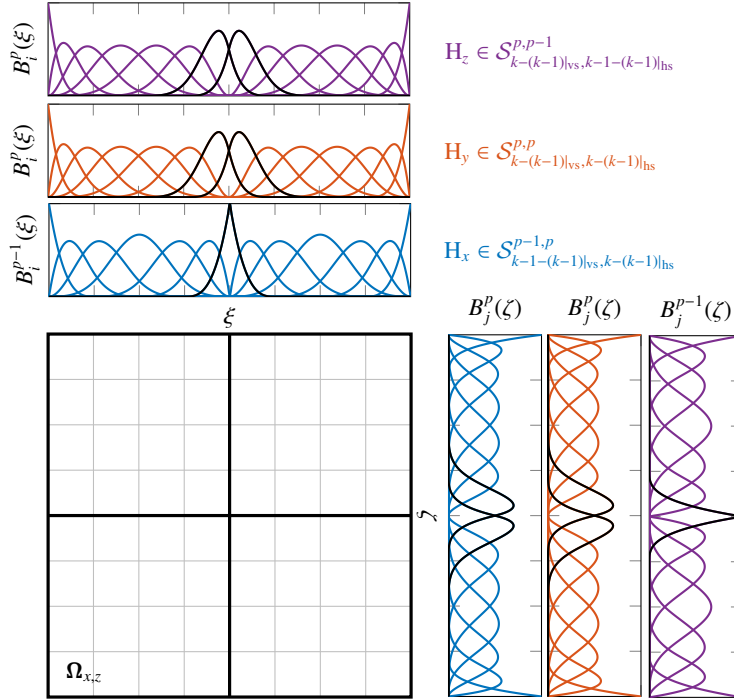 B_i^p(ξ)
H_z ∈ 𝒮^{p,p−1}_{k−(k−1)|vs,k−1−(k−1)|hs}
B_i^p(ξ)
H_y ∈ 𝒮^{p,p}_{k−(k−1)|vs,k−(k−1)|hs}
B_i^{p−1}(ξ)
H_x ∈ 𝒮^{p−1,p}_{k−1−(k−1)|vs,k−(k−1)|hs}
ξ
B_j^p(ζ) B_j^p(ζ) B_j^{p−1}(ζ)
ζ
Ω_{x,z}